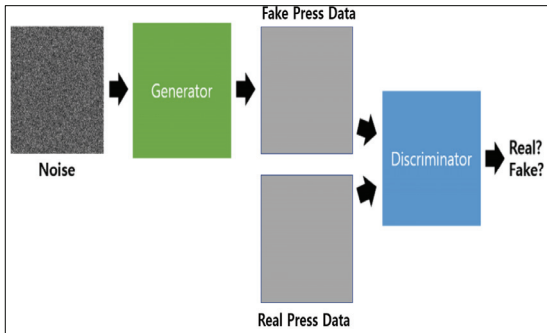 Fake Press Data
Generator
Noise
Discriminator
Real?
Fake?
Real Press Data